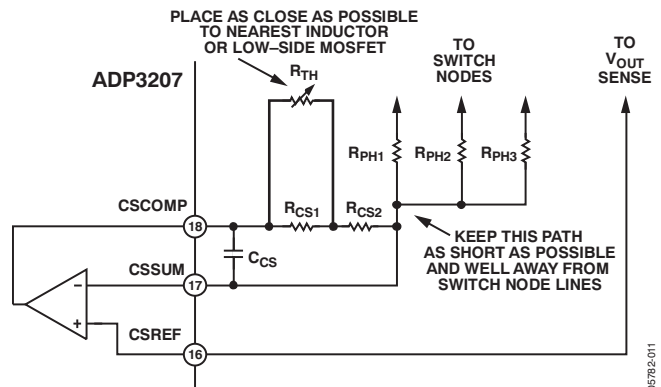 PLACE AS CLOSE AS POSSIBLE
TO NEAREST INDUCTOR
OR LOW–SIDE MOSFET
TO
SWITCH
NODES
TO
VOUT
SENSE
ADP3207
RTH
RPH1
RPH2
RPH3
CSCOMP
18
RCS1
RCS2
KEEP THIS PATH
AS SHORT AS POSSIBLE
AND WELL AWAY FROM
SWITCH NODE LINES
CCS
CSSUM
17
–
+
CSREF
16
05782-011